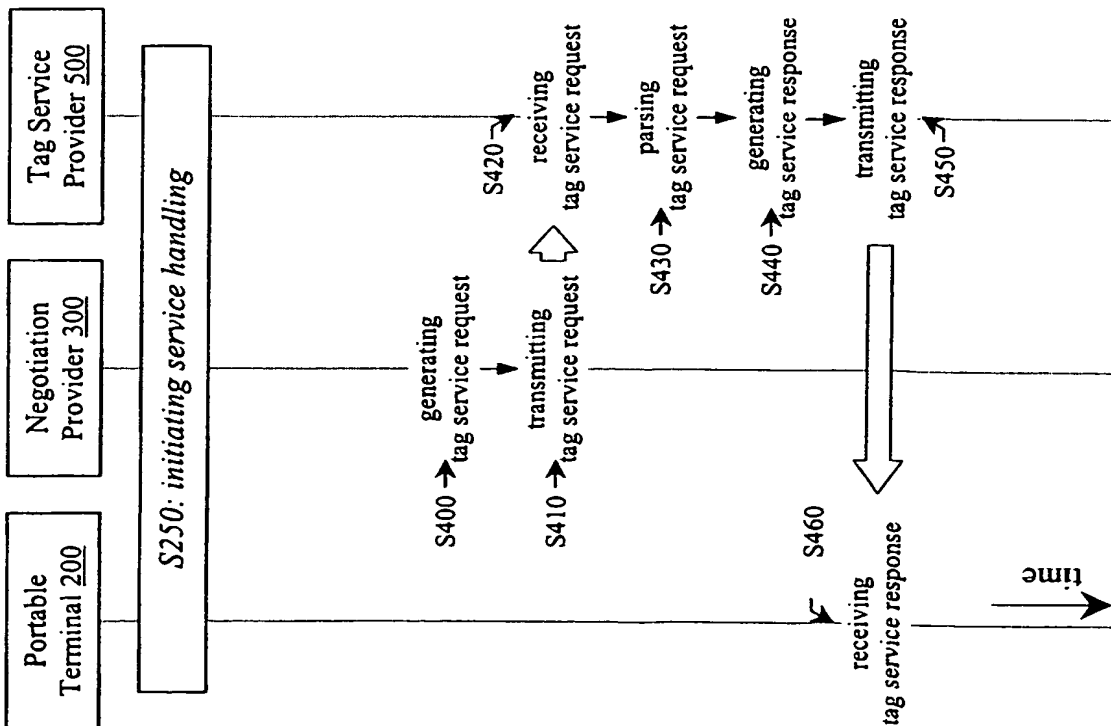 Portable
Terminal 200
Negotiation
Provider 300
Tag Service
Provider 500
S250: initiating service handling
generating
tag service request
S400
transmitting
tag service request
S410
S420
receiving
tag service request
parsing
tag service request
S430
generating
tag service response
S440
transmitting
tag service response
S450
S460
receiving
tag service response
time